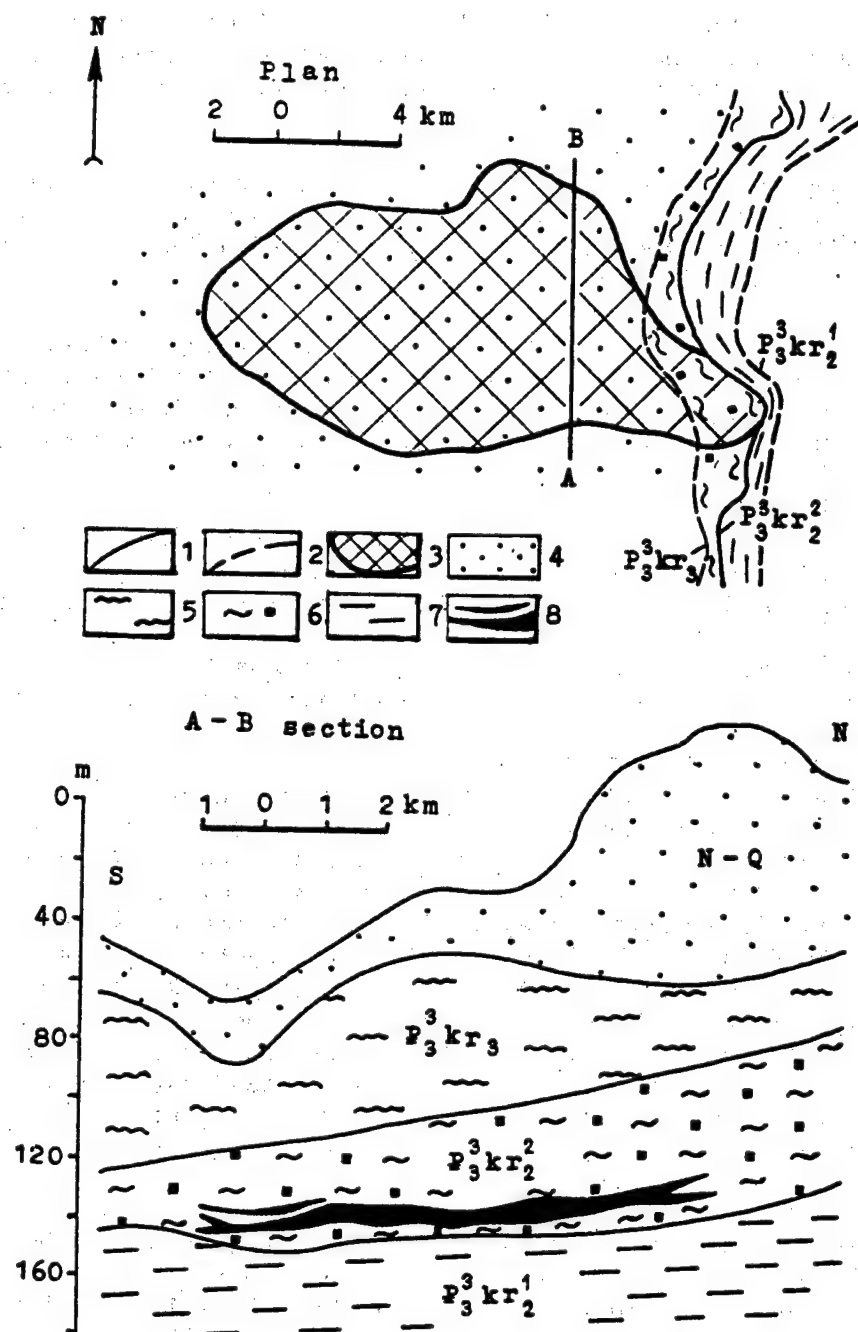 N
Plan
2 0 4 km
B
P₃³kr₂¹
A
P₃³kr₂²
P₃³kr₃
1 2 3 4
5 6 7 8
A-B section
N
m
0
1 0 1 2 km
N-Q
S
40
P₃³kr₃
80
120
P₃³kr₂²
160
P₃³kr₂¹